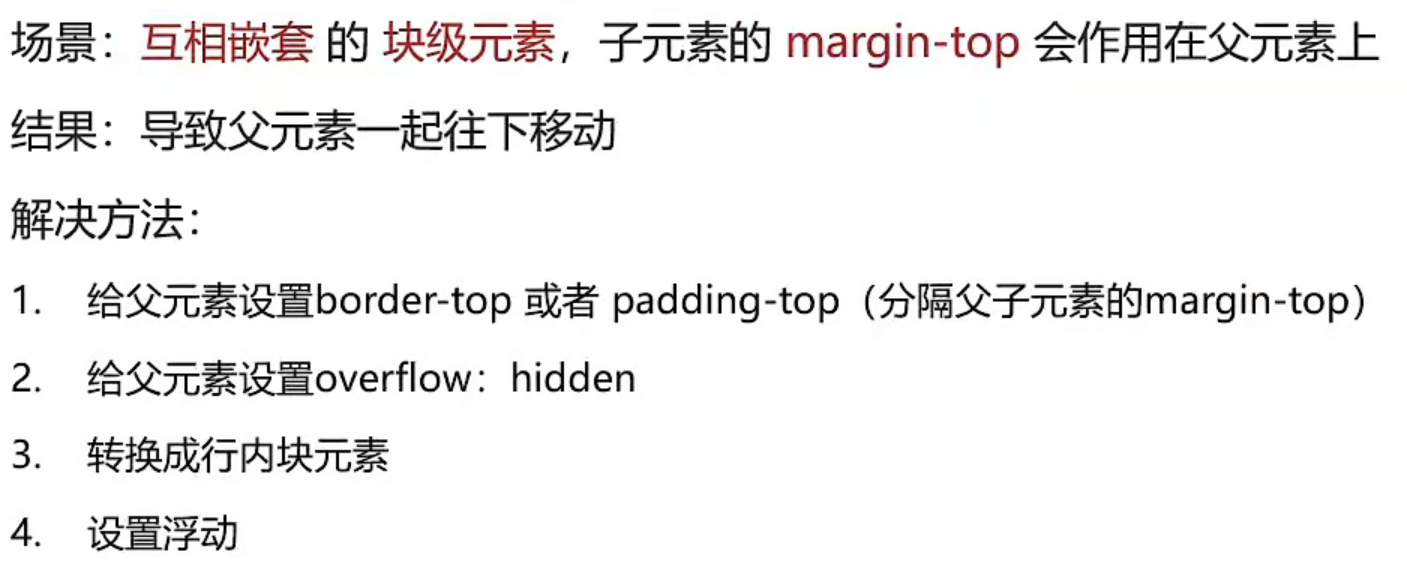 场景：互相嵌套 的 块级元素，子元素的 margin-top 会作用在父元素上
结果：导致父元素一起往下移动
解决方法：
1. 给父元素设置border-top 或者 padding-top（分隔父子元素的margin-top）
2. 给父元素设置overflow：hidden
3. 转换成行内块元素
4. 设置浮动